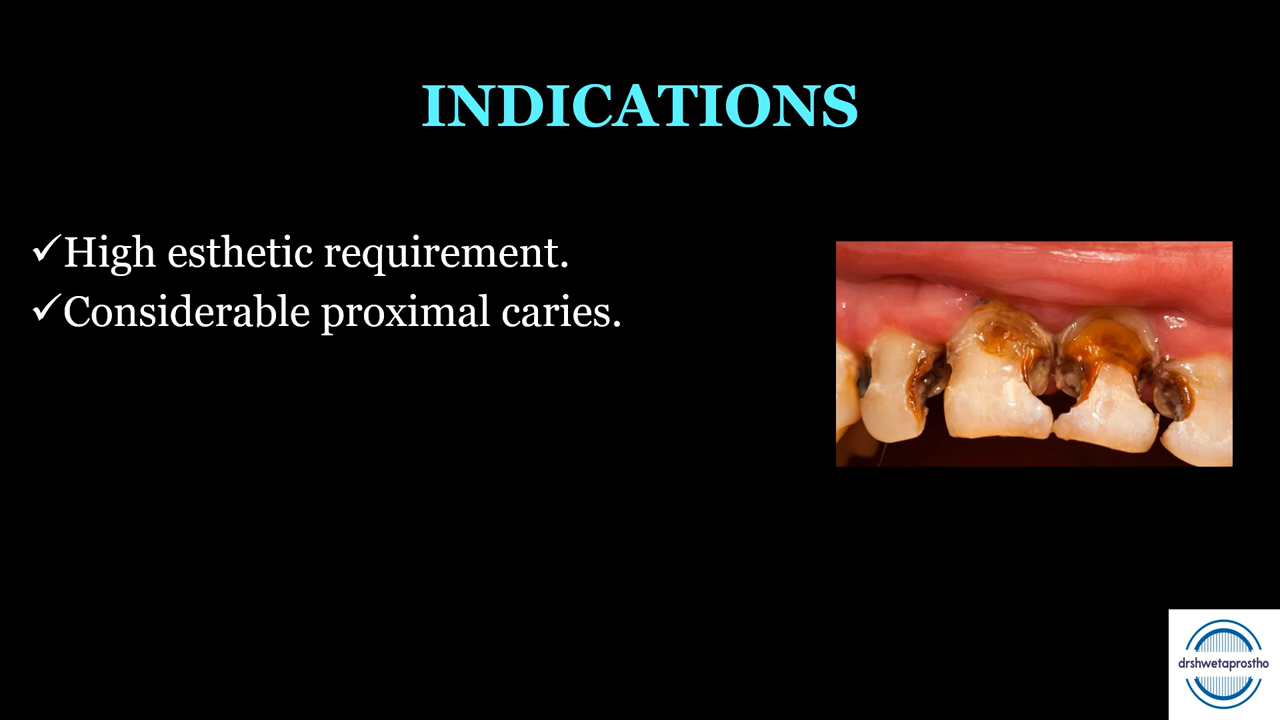 INDICATIONS
✓High esthetic requirement.
✓Considerable proximal caries.
drshwetaprostho